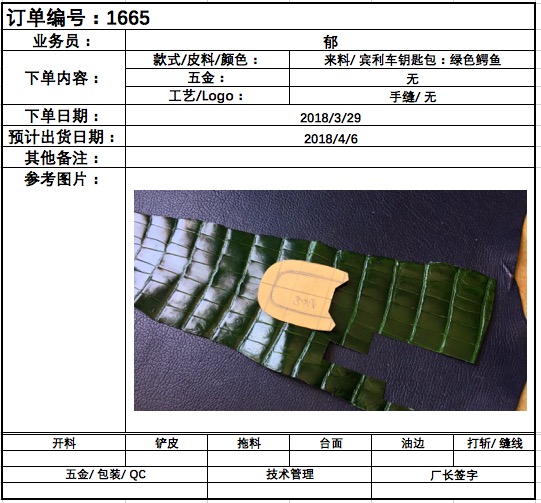 订单编号：1665
业务员： 郁
下单内容： 款式/皮料/颜色： 来料/ 宾利车钥匙包：绿色鳄鱼
五金： 无
工艺/Logo： 手缝/ 无
下单日期： 2018/3/29
预计出货日期： 2018/4/6
其他备注：
参考图片：
开料 铲皮 拖料 台面 油边 打斩/ 缝线
五金/ 包装/ QC 技术管理 厂长签字